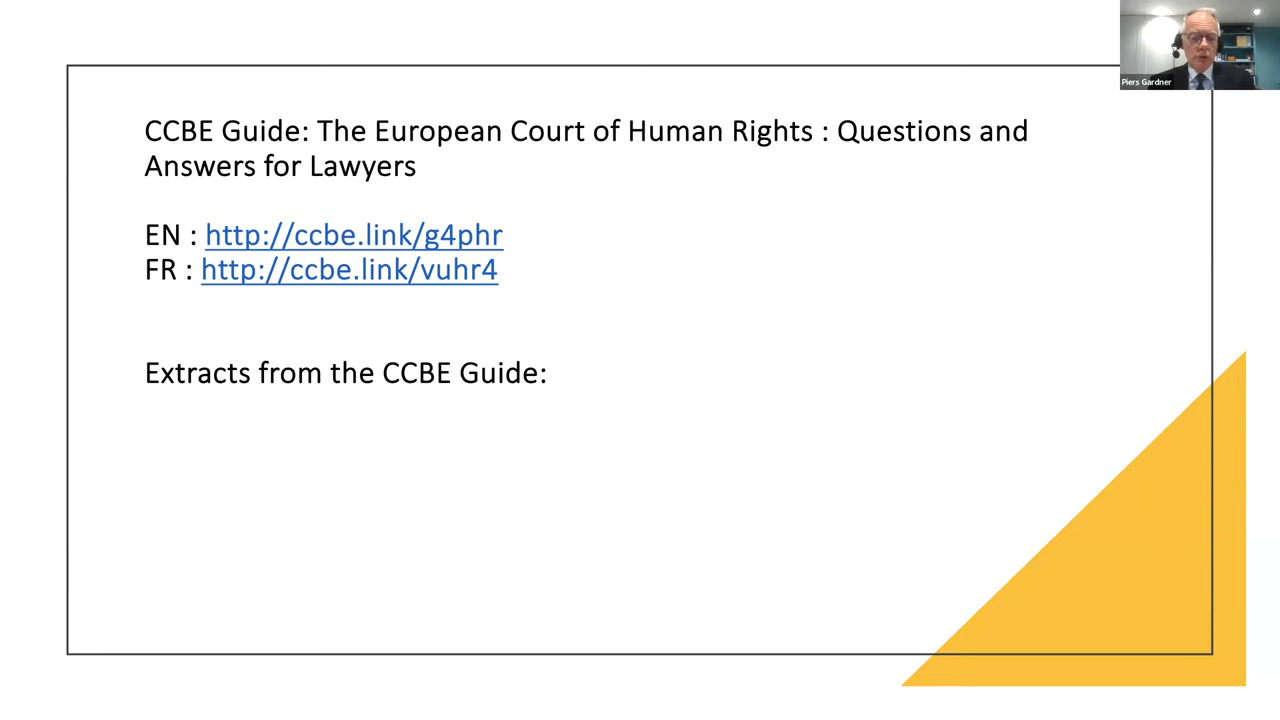 CCBE Guide: The European Court of Human Rights : Questions and
Answers for Lawyers
EN : http://ccbe.link/g4phr
FR : http://ccbe.link/vuhr4
Extracts from the CCBE Guide:
Piers Gardner